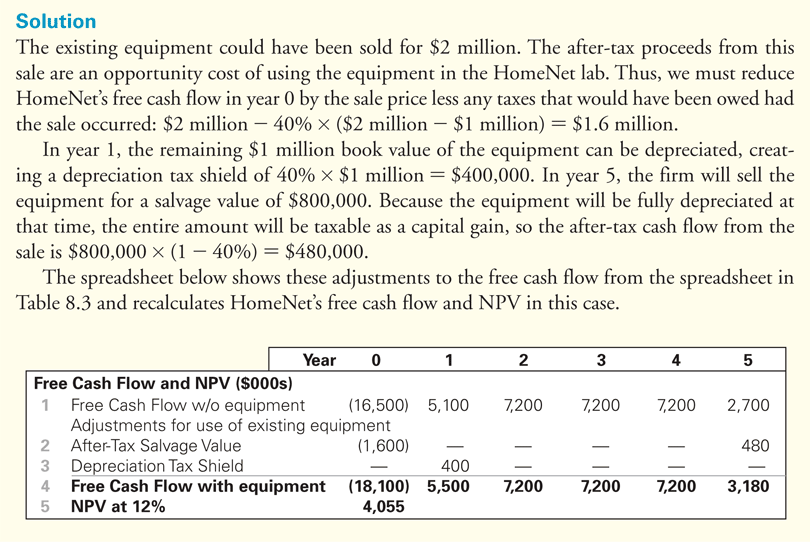 Solution
The existing equipment could have been sold for $2 million. The after-tax proceeds from this
sale are an opportunity cost of using the equipment in the HomeNet lab. Thus, we must reduce
HomeNet’s free cash flow in year 0 by the sale price less any taxes that would have been owed had
the sale occurred: $2 million − 40% × ($2 million − $1 million) = $1.6 million.
In year 1, the remaining $1 million book value of the equipment can be depreciated, creat-
ing a depreciation tax shield of 40% × $1 million = $400,000. In year 5, the firm will sell the
equipment for a salvage value of $800,000. Because the equipment will be fully depreciated at
that time, the entire amount will be taxable as a capital gain, so the after-tax cash flow from the
sale is $800,000 × (1 − 40%) = $480,000.
The spreadsheet below shows these adjustments to the free cash flow from the spreadsheet in
Table 8.3 and recalculates HomeNet’s free cash flow and NPV in this case.
Year 0 1 2 3 4 5
Free Cash Flow and NPV ($000s)
1 Free Cash Flow w/o equipment (16,500) 5,100 7,200 7,200 7,200 2,700
Adjustments for use of existing equipment
2 After-Tax Salvage Value (1,600) — — — — 480
3 Depreciation Tax Shield — 400 — — — —
4 Free Cash Flow with equipment (18,100) 5,500 7,200 7,200 7,200 3,180
5 NPV at 12% 4,055